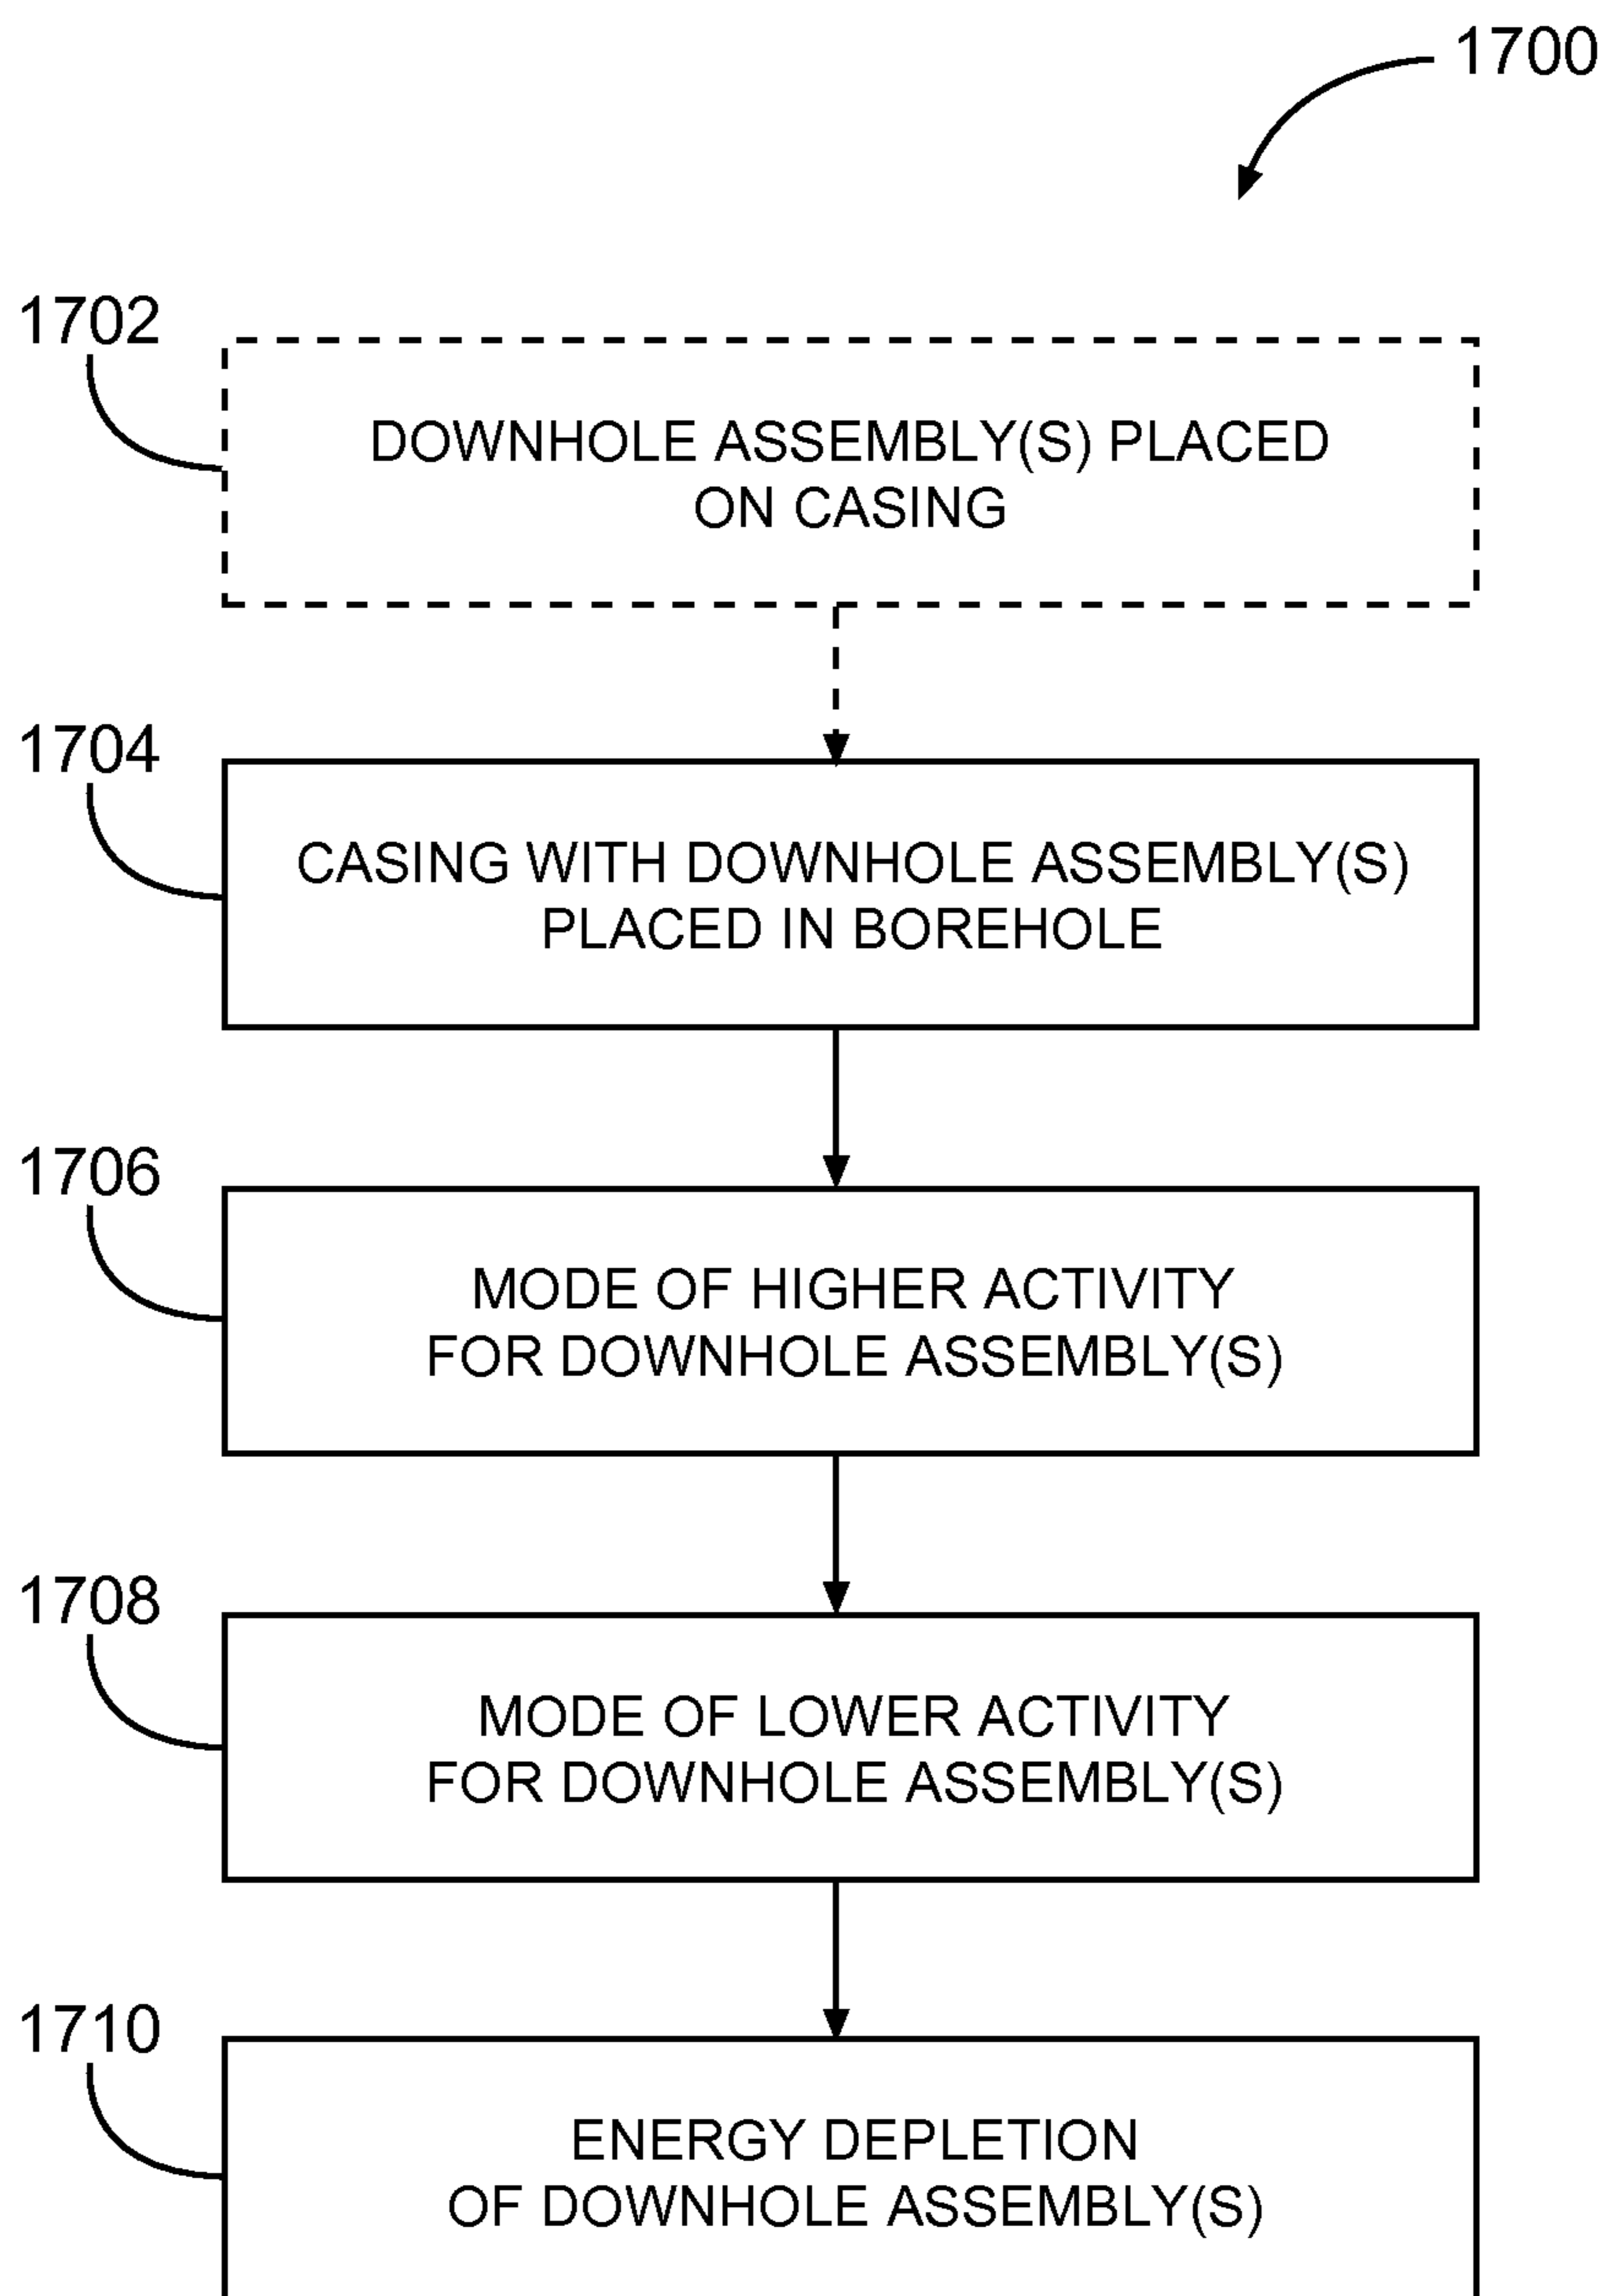 1700
1702
DOWNHOLE ASSEMBLY(S) PLACED
ON CASING
1704
CASING WITH DOWNHOLE ASSEMBLY(S)
PLACED IN BOREHOLE
1706
MODE OF HIGHER ACTIVITY
FOR DOWNHOLE ASSEMBLY(S)
1708
MODE OF LOWER ACTIVITY
FOR DOWNHOLE ASSEMBLY(S)
1710
ENERGY DEPLETION
OF DOWNHOLE ASSEMBLY(S)